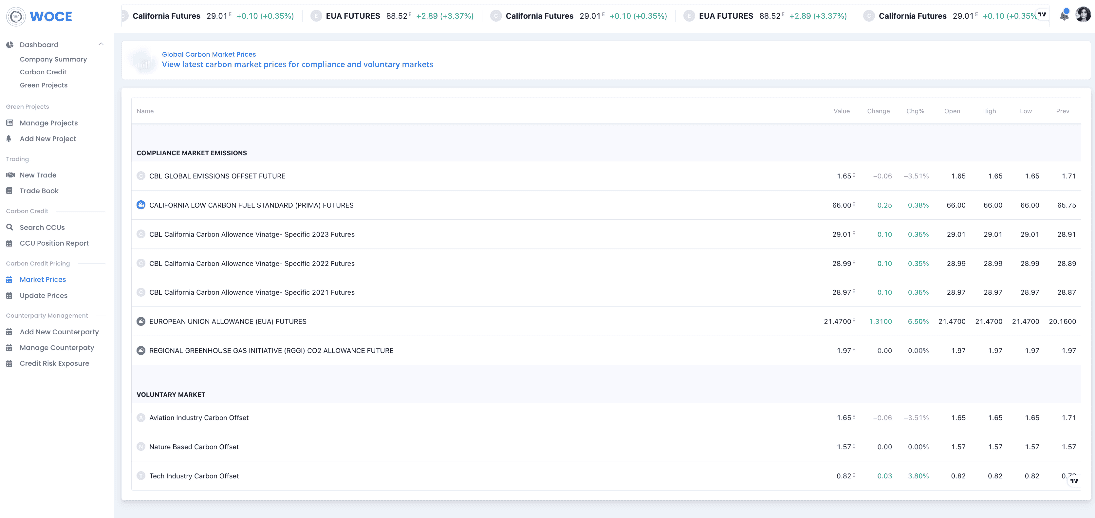 WOCE
California Futures 29.01 +0.10 (+0.35%) EUA FUTURES 88.52 +2.89 (+3.37%) California Futures 29.01 +0.10 (+0.35%) EUA FUTURES 88.52 +2.89 (+3.37%) California Futures 29.01 +0.10 (+0.35%
Dashboard
Company Summary
Carbon Credit
Green Projects
Green Projects
Manage Projects
Add New Project
Trading
New Trade
Trade Book
Carbon Credit
Search CCUs
CCU Position Report
Carbon Credit Pricing
Market Prices
Update Prices
Counterparty Management
Add New Counterparty
Manage Counterpaty
Credit Risk Exposure
Global Carbon Market Prices
View latest carbon market prices for compliance and voluntary markets
Name Value Change Chg% Open High Low Prev
COMPLIANCE MARKET EMISSIONS
CBL GLOBAL EMISSIONS OFFSET FUTURE 1.65 −0.06 −3.51% 1.65 1.65 1.65 1.71
CALIFORNIA LOW CARBON FUEL STANDARD (PRIMA) FUTURES 66.00 0.25 0.38% 66.00 66.00 66.00 65.75
CBL California Carbon Allowance Vinatge- Specific 2023 Futures 29.01 0.10 0.35% 29.01 29.01 29.01 28.91
CBL California Carbon Allowance Vinatge- Specific 2022 Futures 28.99 0.10 0.35% 28.99 28.99 28.99 28.89
CBL California Carbon Allowance Vinatge- Specific 2021 Futures 28.97 0.10 0.35% 28.97 28.97 28.97 28.87
EUROPEAN UNION ALLOWANCE (EUA) FUTURES 21.4700 1.3100 6.50% 21.4700 21.4700 21.4700 20.1600
REGIONAL GREENHOUSE GAS INITIATIVE (RGGI) CO2 ALLOWANCE FUTURE 1.97 0.00 0.00% 1.97 1.97 1.97 1.97
VOLUNTARY MARKET
Aviation Industry Carbon Offset 1.65 −0.06 −3.51% 1.65 1.65 1.65 1.71
Nature Based Carbon Offset 1.57 0.00 0.00% 1.57 1.57 1.57 1.57
Tech Industry Carbon Offset 0.82 0.03 3.80% 0.82 0.82 0.82